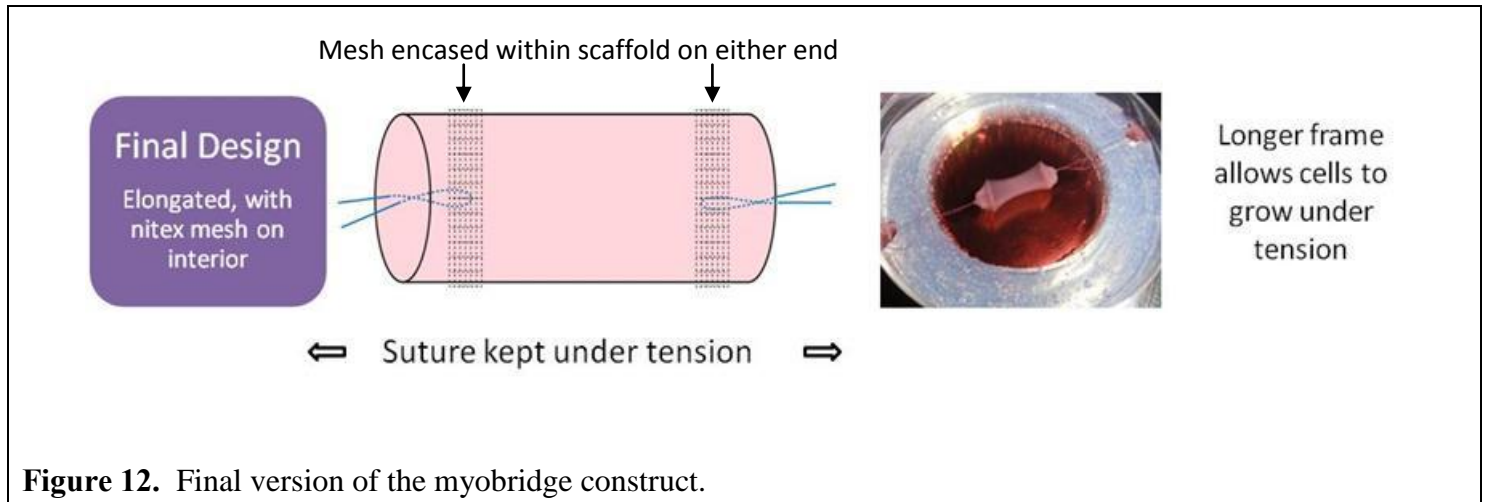 Mesh encased within scaffold on either end
Final Design
Elongated, with
nitex mesh on
interior
Longer frame
allows cells to
grow under
tension
⇦ Suture kept under tension ⇨
Figure 12. Final version of the myobridge construct.